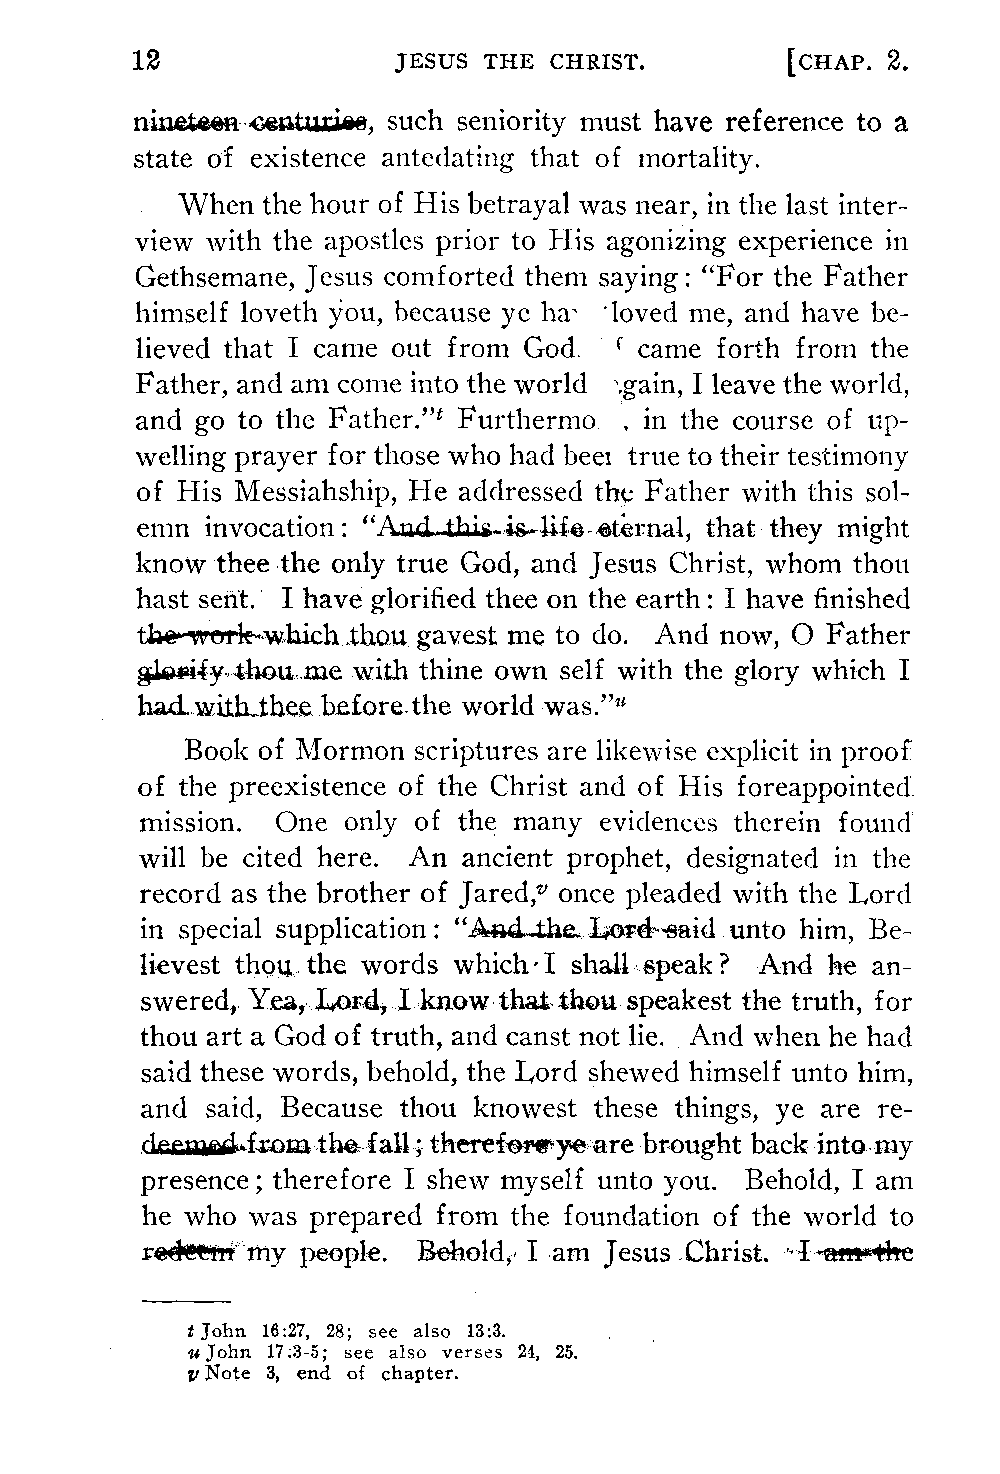 12 JESUS THE CHRIST. [CHAP. 2.
nineteen centuries, such seniority must have reference to a
state of existence antedating that of mortality.
When the hour of His betrayal was near, in the last inter-
view with the apostles prior to His agonizing experience in
Gethsemane, Jesus comforted them saying: “For the Father
himself loveth you, because ye ha loved me, and have be-
lieved that I came out from God. came forth from the
Father, and am come into the world gain, I leave the world,
and go to the Father.”t Furthermo , in the course of up-
welling prayer for those who had been true to their testimony
of His Messiahship, He addressed the Father with this sol-
emn invocation: “And this is life eternal, that they might
know thee the only true God, and Jesus Christ, whom thou
hast sent. I have glorified thee on the earth: I have finished
the work which thou gavest me to do. And now, O Father
glorify thou me with thine own self with the glory which I
had with thee before the world was.”u
Book of Mormon scriptures are likewise explicit in proof
of the preexistence of the Christ and of His foreappointed
mission. One only of the many evidences therein found
will be cited here. An ancient prophet, designated in the
record as the brother of Jared,v once pleaded with the Lord
in special supplication: “And the Lord said unto him, Be-
lievest thou the words which I shall speak? And he an-
swered, Yea, Lord, I know that thou speakest the truth, for
thou art a God of truth, and canst not lie. And when he had
said these words, behold, the Lord shewed himself unto him,
and said, Because thou knowest these things, ye are re-
deemed from the fall; therefore ye are brought back into my
presence; therefore I shew myself unto you. Behold, I am
he who was prepared from the foundation of the world to
redeem my people. Behold, I am Jesus Christ. I am the
t John 16:27, 28; see also 13:3.
u John 17:3-5; see also verses 24, 25.
v Note 3, end of chapter.